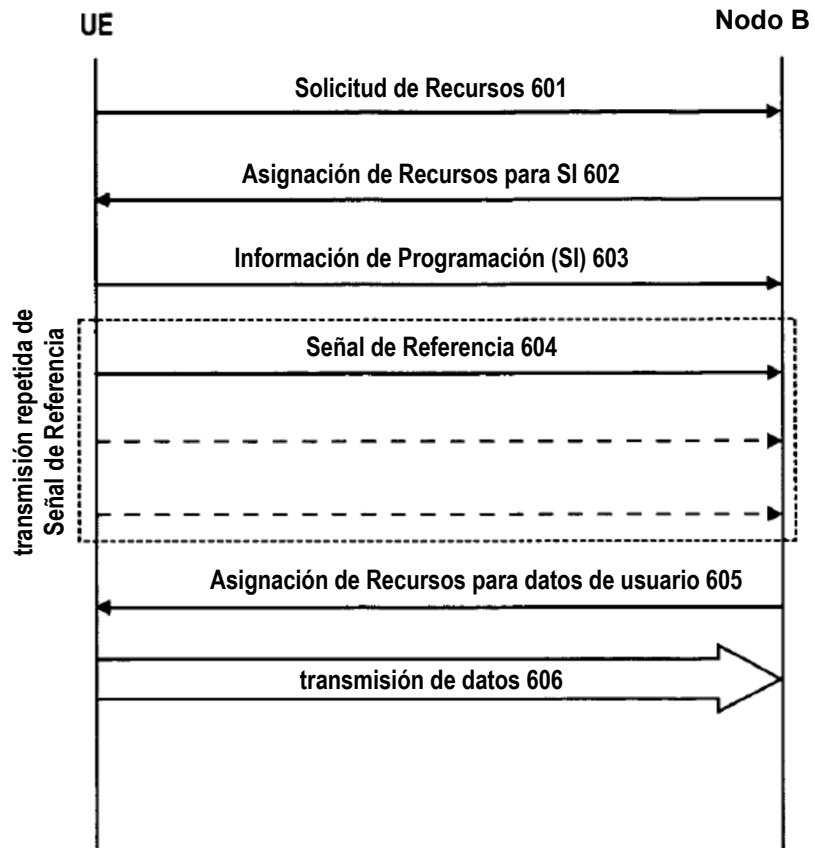 UE
Nodo B
Solicitud de Recursos 601
Asignación de Recursos para SI 602
Información de Programación (SI) 603
transmisión repetida de
Señal de Referencia
Señal de Referencia 604
Asignación de Recursos para datos de usuario 605
transmisión de datos 606